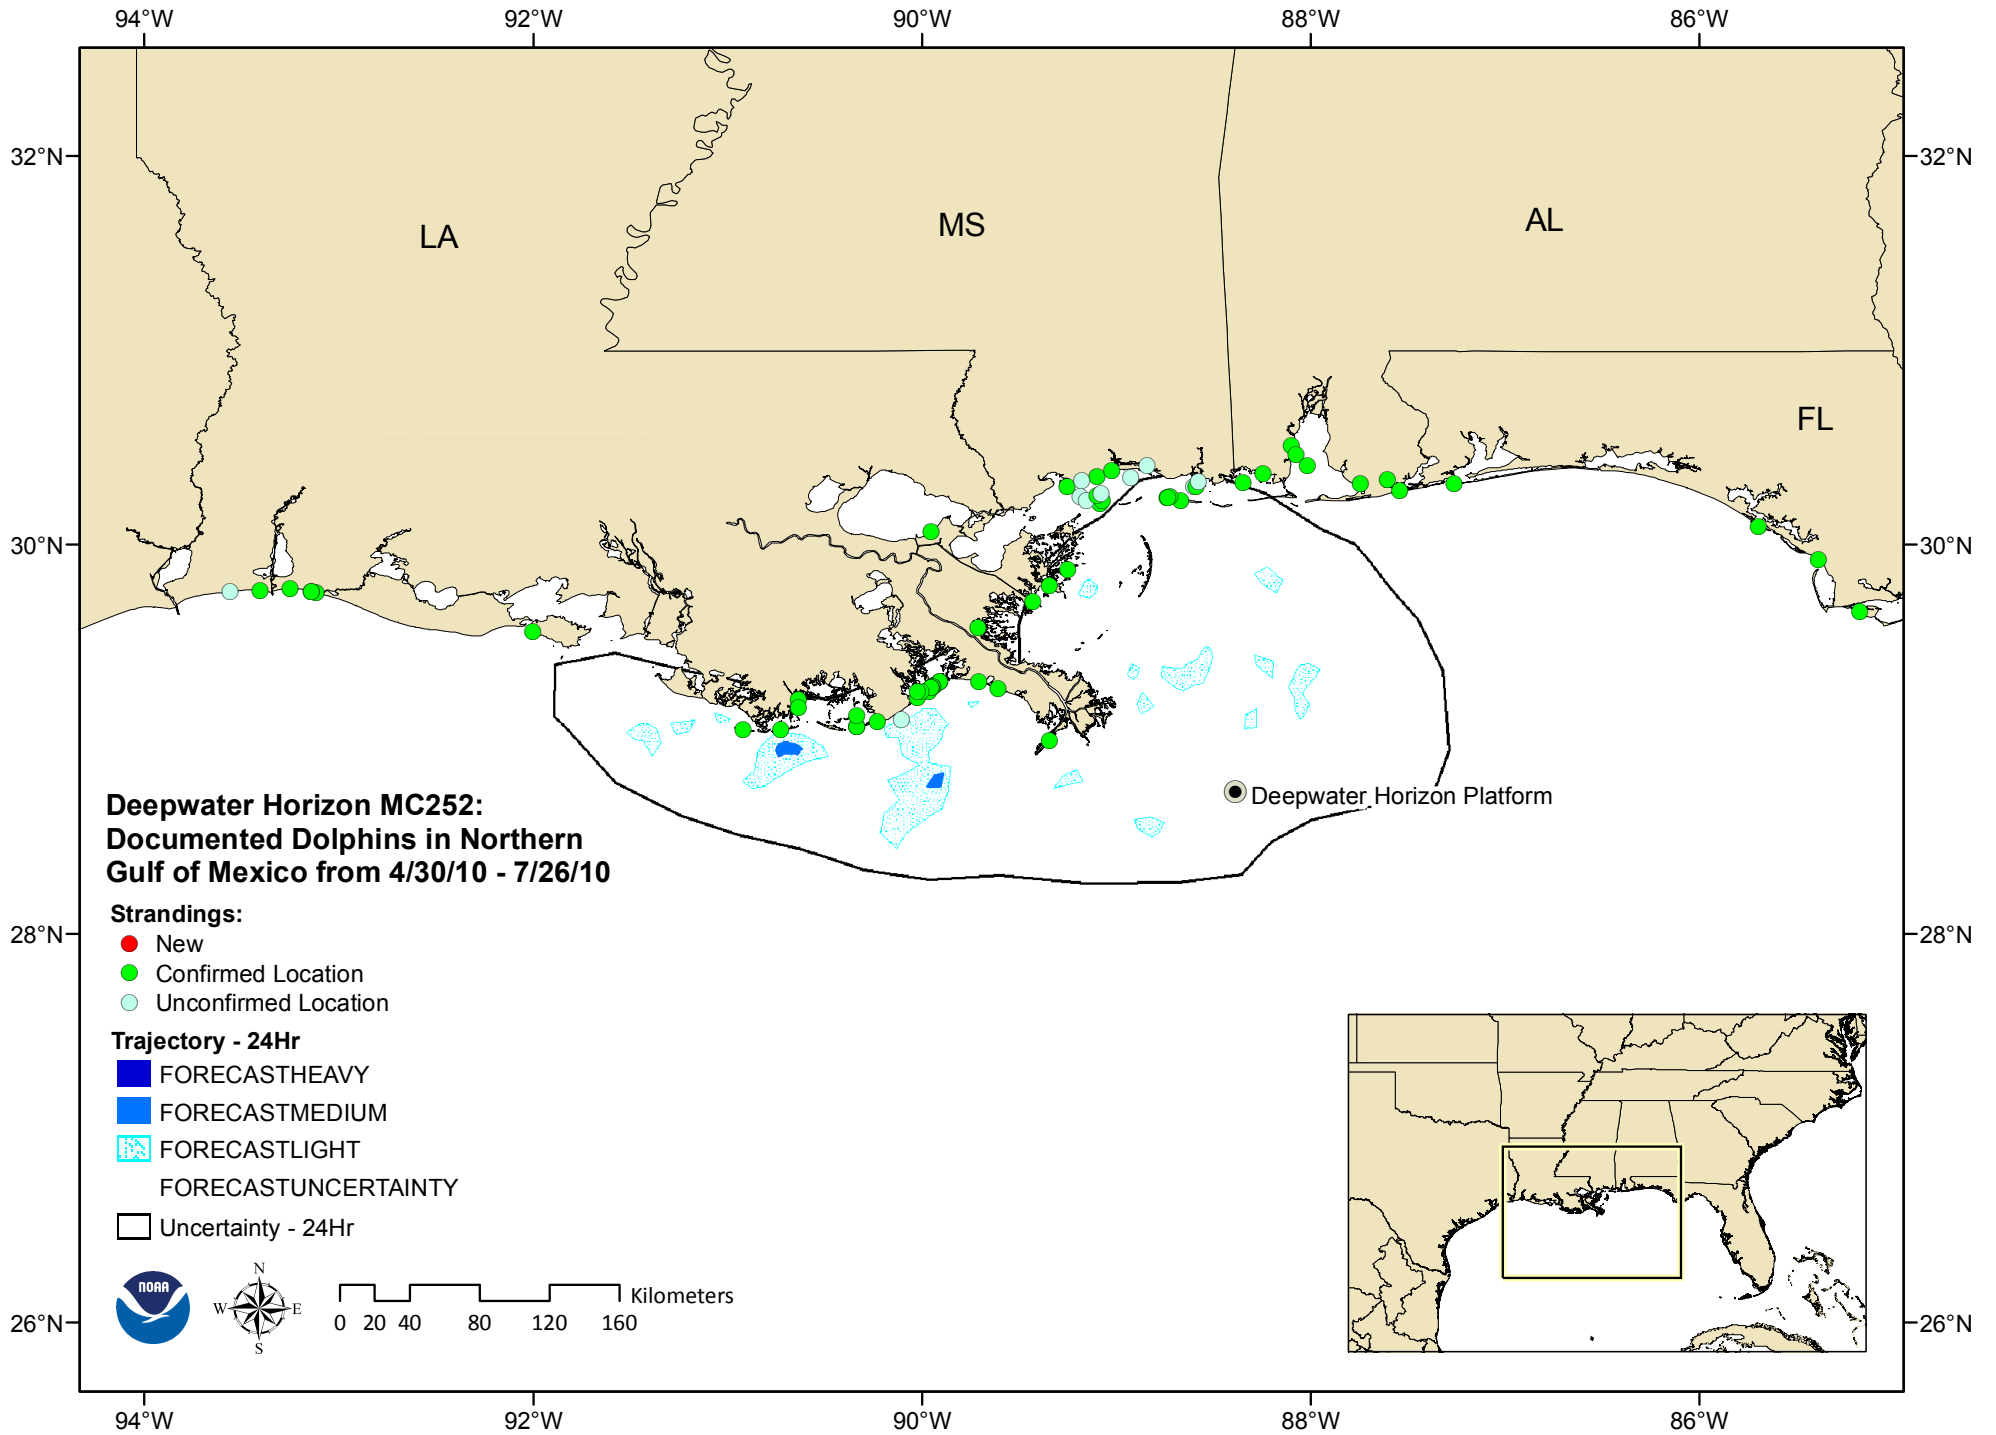 94°W 92°W 90°W 88°W 86°W
32°N 32°N
LA MS AL
FL
30°N 30°N
Deepwater Horizon Platform
Deepwater Horizon MC252:
Documented Dolphins in Northern
Gulf of Mexico from 4/30/10 - 7/26/10
Strandings:
28°N 28°N
New
Confirmed Location
Unconfirmed Location
Trajectory - 24Hr
FORECASTHEAVY
FORECASTMEDIUM
FORECASTLIGHT
FORECASTUNCERTAINTY
Uncertainty - 24Hr
NOAA
N
W E
S
Kilometers
0 20 40 80 120 160
26°N 26°N
94°W 92°W 90°W 88°W 86°W